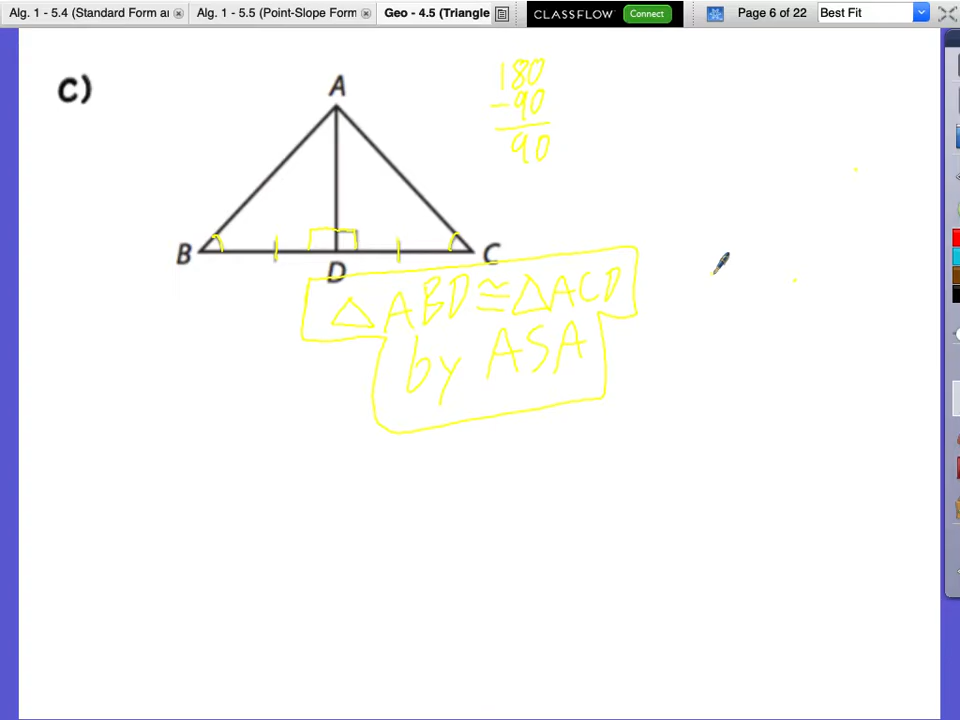 Alg. 1 - 5.4 (Standard Form ar
Alg. 1 - 5.5 (Point-Slope Form
Geo - 4.5 (Triangle
CLASSFLOW
Connect
Page 6 of 22
Best Fit
C)
A
B
D
C
180
-90
90
△ABD≅△ACD
by ASA